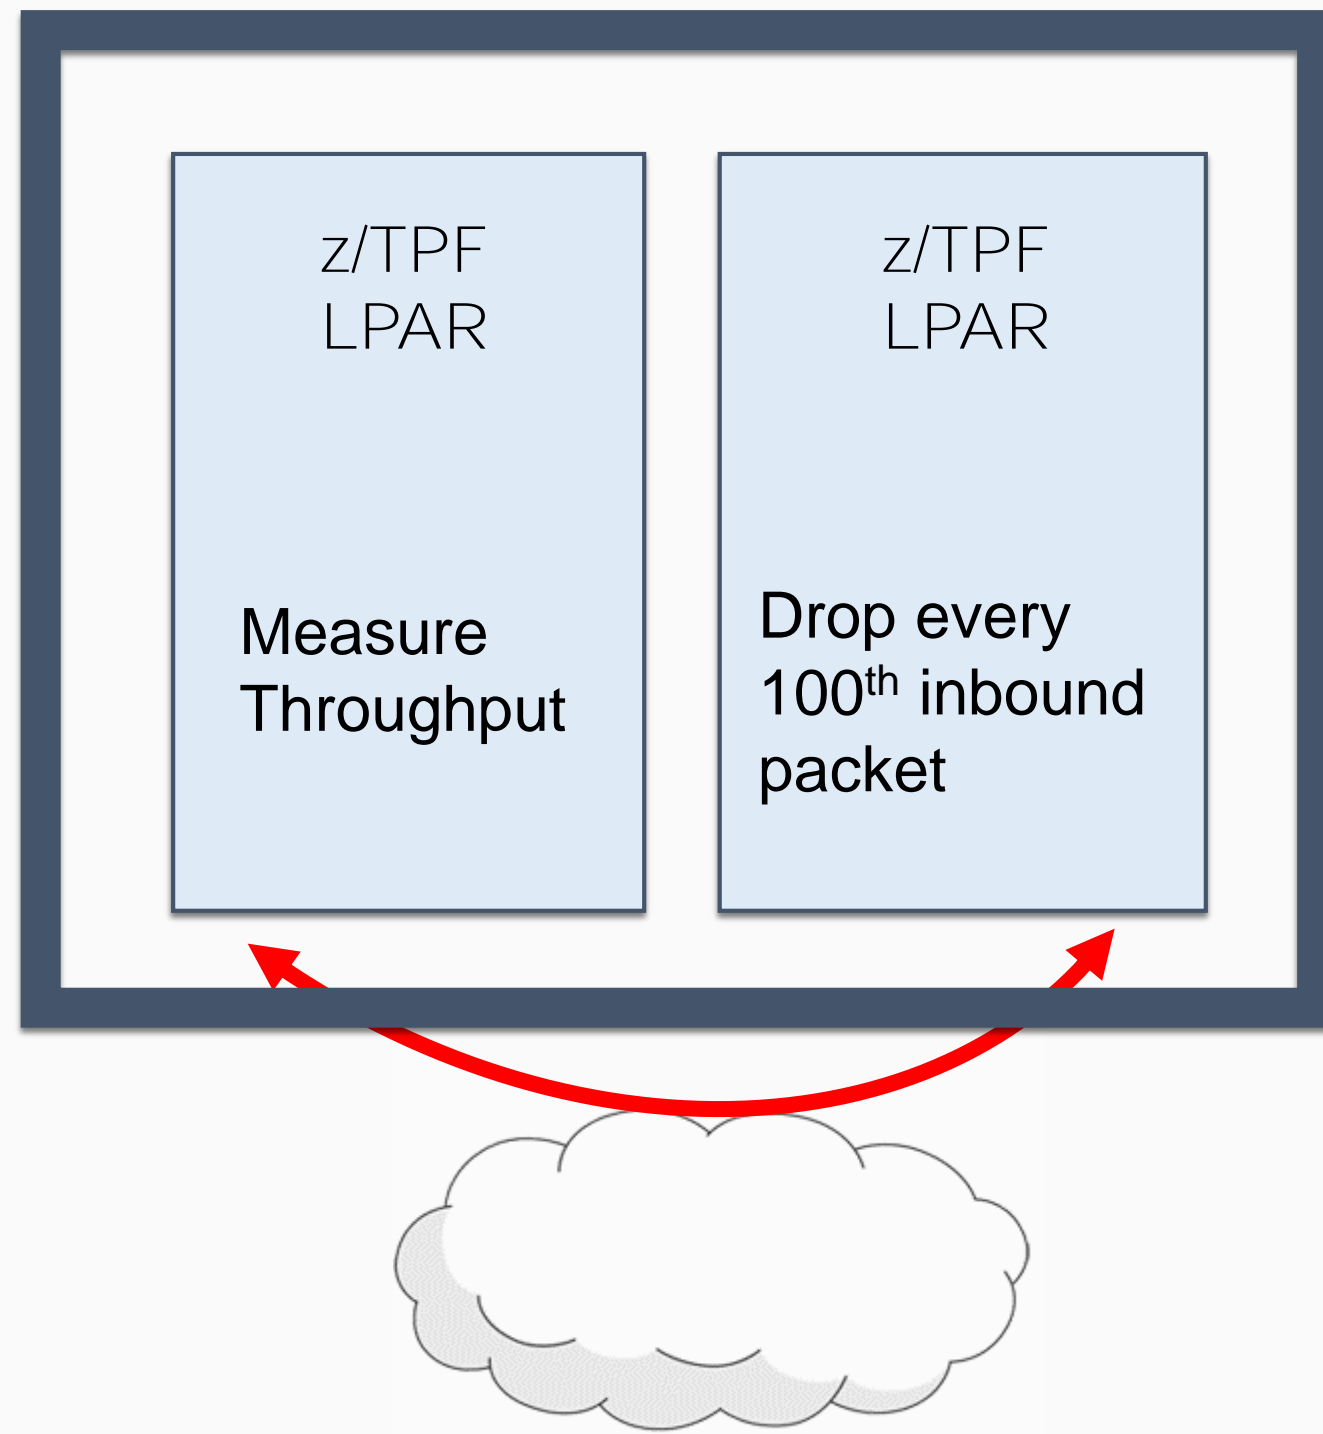 z/TPF
LPAR
Measure
Throughput
z/TPF
LPAR
Drop every
100th inbound
packet